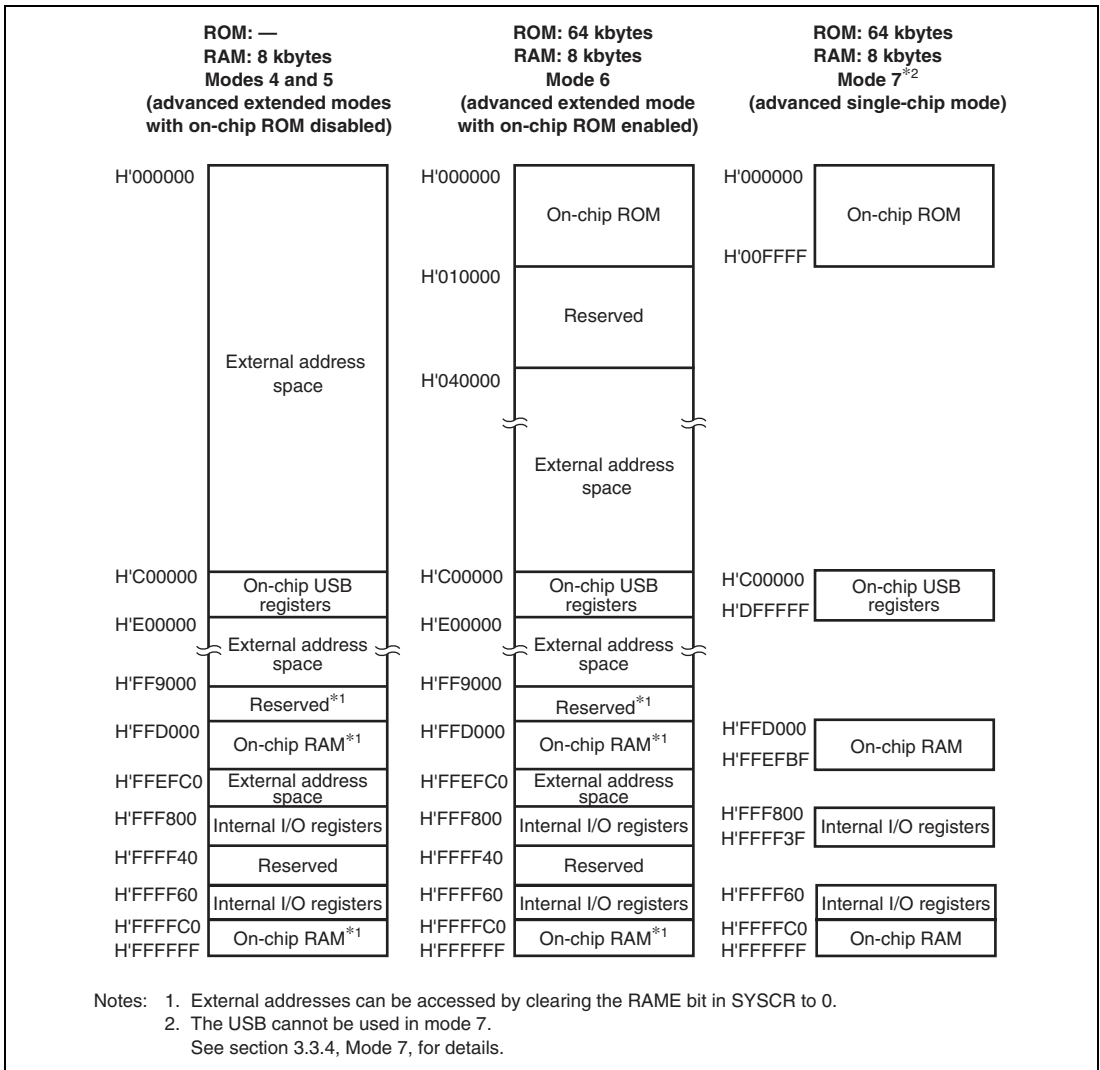 ROM: —
RAM: 8 kbytes
Modes 4 and 5
(advanced extended modes
with on-chip ROM disabled)
ROM: 64 kbytes
RAM: 8 kbytes
Mode 6
(advanced extended mode
with on-chip ROM enabled)
ROM: 64 kbytes
RAM: 8 kbytes
Mode 7*2
(advanced single-chip mode)
H'000000
External address
space
H'C00000
On-chip USB
registers
H'E00000
External address
space
H'FF9000
Reserved*1
H'FFD000
On-chip RAM*1
H'FFEFC0
External address
space
H'FFF800
Internal I/O registers
H'FFFF40
Reserved
H'FFFF60
Internal I/O registers
H'FFFFC0
On-chip RAM*1
H'FFFFFF
H'000000
On-chip ROM
H'010000
Reserved
H'040000
External address
space
H'C00000
On-chip USB
registers
H'E00000
External address
space
H'FF9000
Reserved*1
H'FFD000
On-chip RAM*1
H'FFEFC0
External address
space
H'FFF800
Internal I/O registers
H'FFFF40
Reserved
H'FFFF60
Internal I/O registers
H'FFFFC0
On-chip RAM*1
H'FFFFFF
H'000000
On-chip ROM
H'00FFFF
H'C00000
On-chip USB
registers
H'DFFFFF
H'FFD000
On-chip RAM
H'FFEFBF
H'FFF800
Internal I/O registers
H'FFFF3F
H'FFFF60
Internal I/O registers
H'FFFFC0
On-chip RAM
H'FFFFFF
Notes: 1. External addresses can be accessed by clearing the RAME bit in SYSCR to 0.
2. The USB cannot be used in mode 7.
See section 3.3.4, Mode 7, for details.